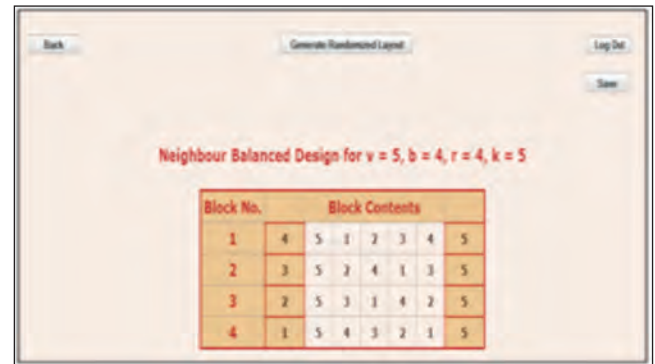 Back Generate Randomized Layout Log Out
Save
Neighbour Balanced Design for v = 5, b = 4, r = 4, k = 5
Block No. Block Contents
1 4 5 1 2 3 4 5
2 3 5 2 4 1 3 5
3 2 5 3 1 4 2 5
4 1 5 4 3 2 1 5